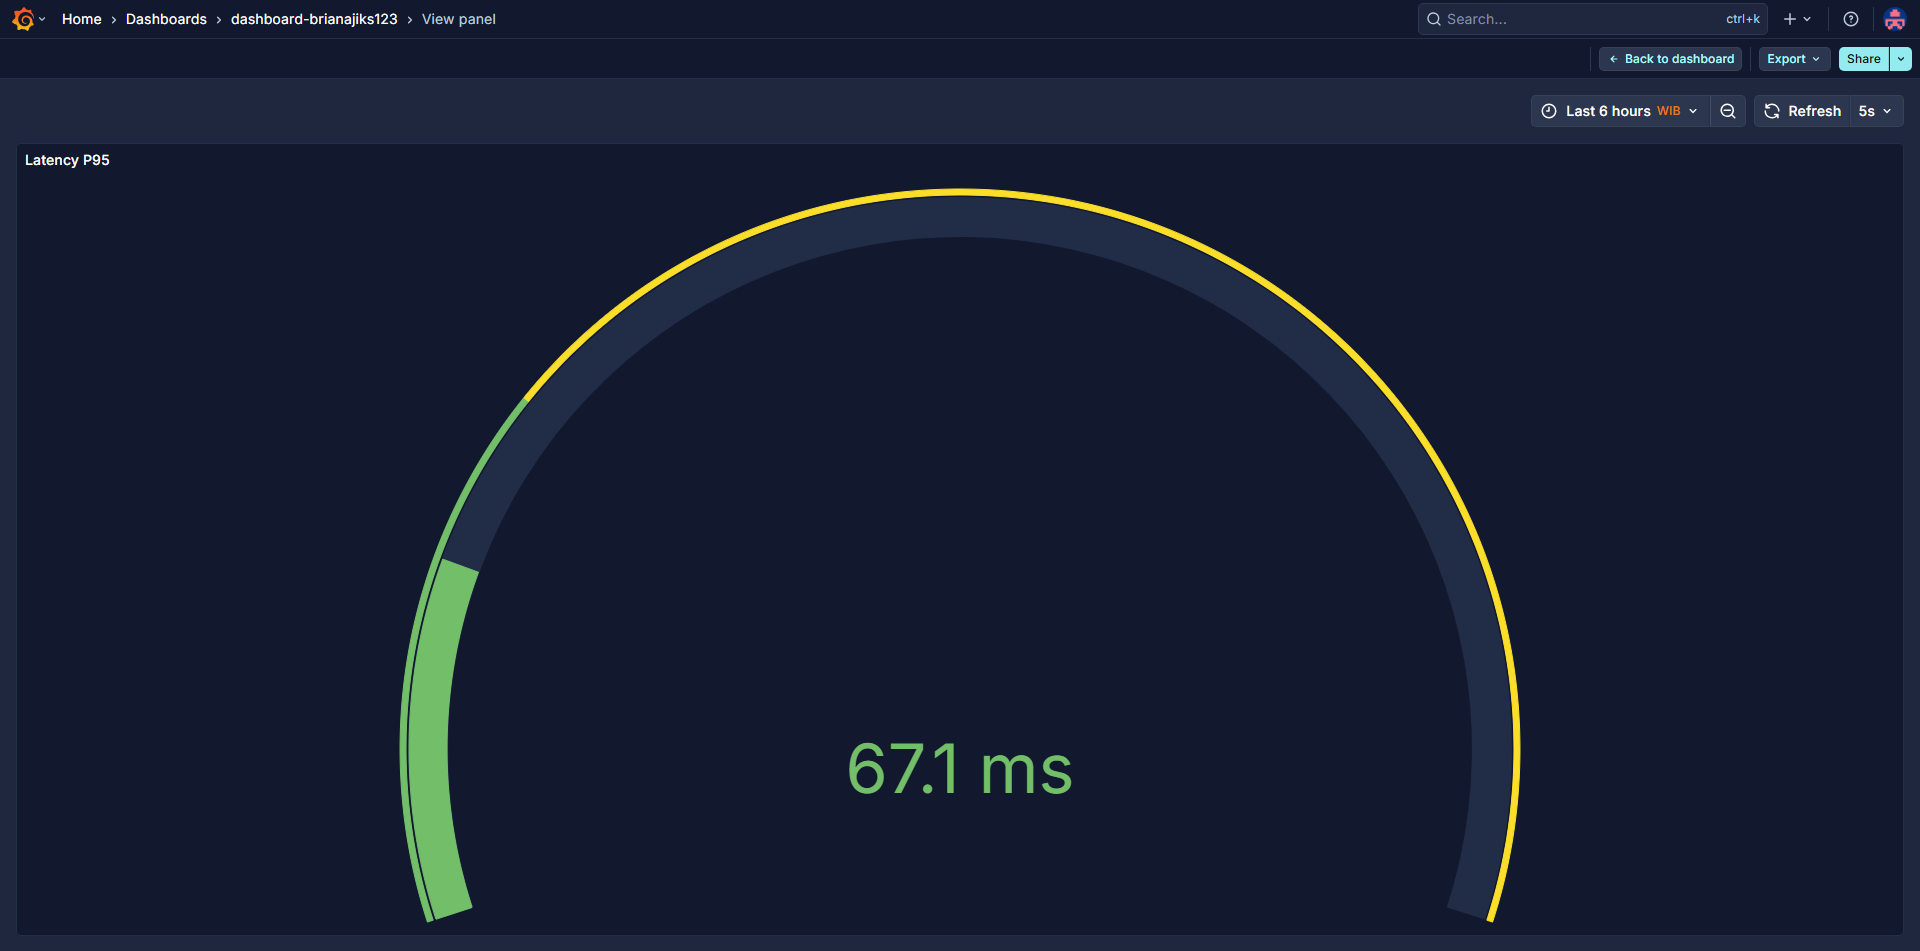 Home › Dashboards › dashboard-brianajiks123 › View panel
Search... ctrl+k
Back to dashboard Export Share
Last 6 hours WIB Refresh 5s
Latency P95
67.1 ms